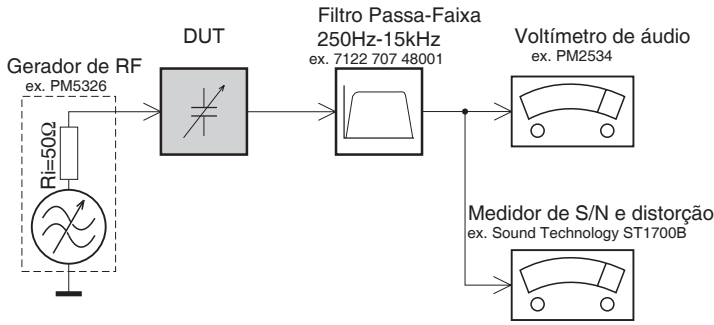 Filtro Passa-Faixa
250Hz-15kHz
ex. 7122 707 48001
DUT
Voltímetro de áudio
ex. PM2534
Gerador de RF
ex. PM5326
Ri=50Ω
Medidor de S/N e distorção
ex. Sound Technology ST1700B